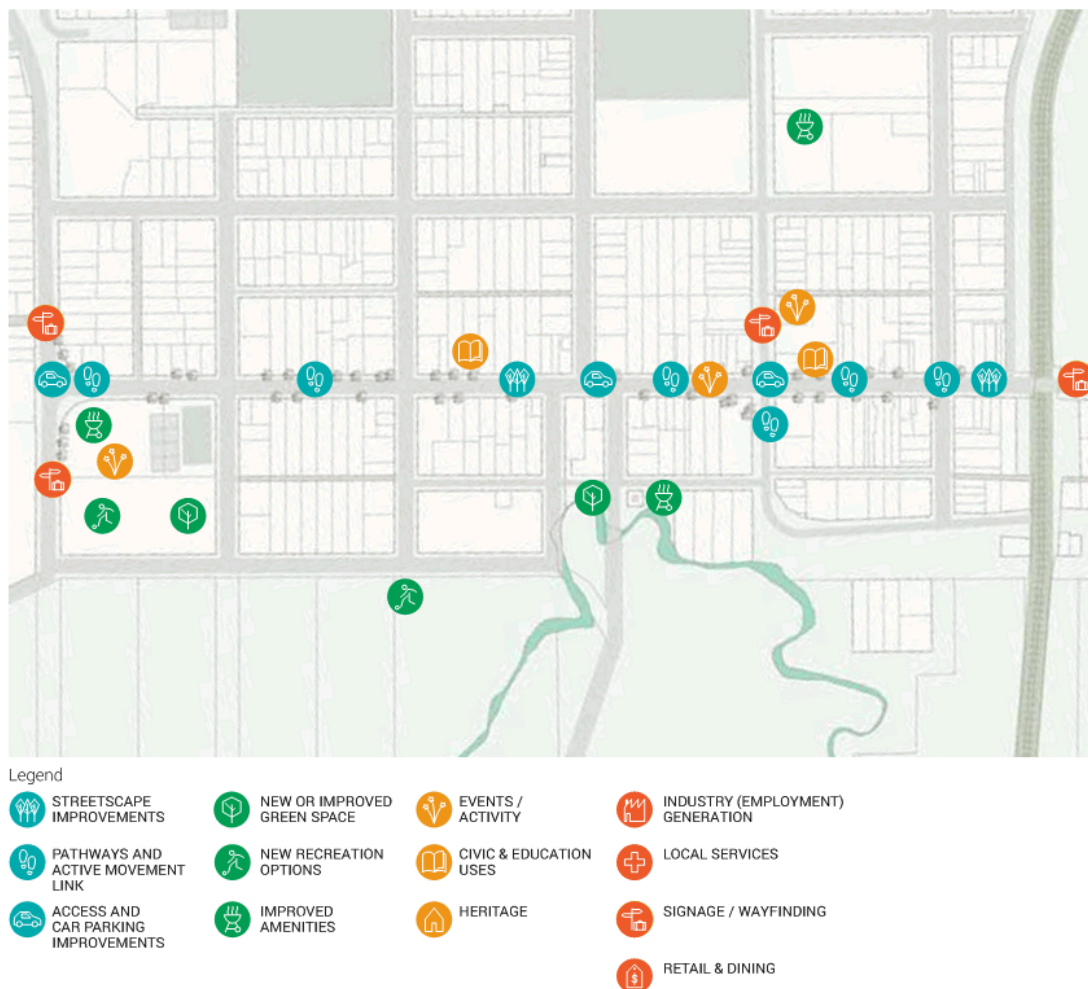 Legend
STREETSCAPE
IMPROVEMENTS
PATHWAYS AND
ACTIVE MOVEMENT
LINK
ACCESS AND
CAR PARKING
IMPROVEMENTS
NEW OR IMPROVED
GREEN SPACE
NEW RECREATION
OPTIONS
IMPROVED
AMENITIES
EVENTS /
ACTIVITY
CIVIC & EDUCATION
USES
HERITAGE
INDUSTRY (EMPLOYMENT)
GENERATION
LOCAL SERVICES
SIGNAGE / WAYFINDING
$
RETAIL & DINING